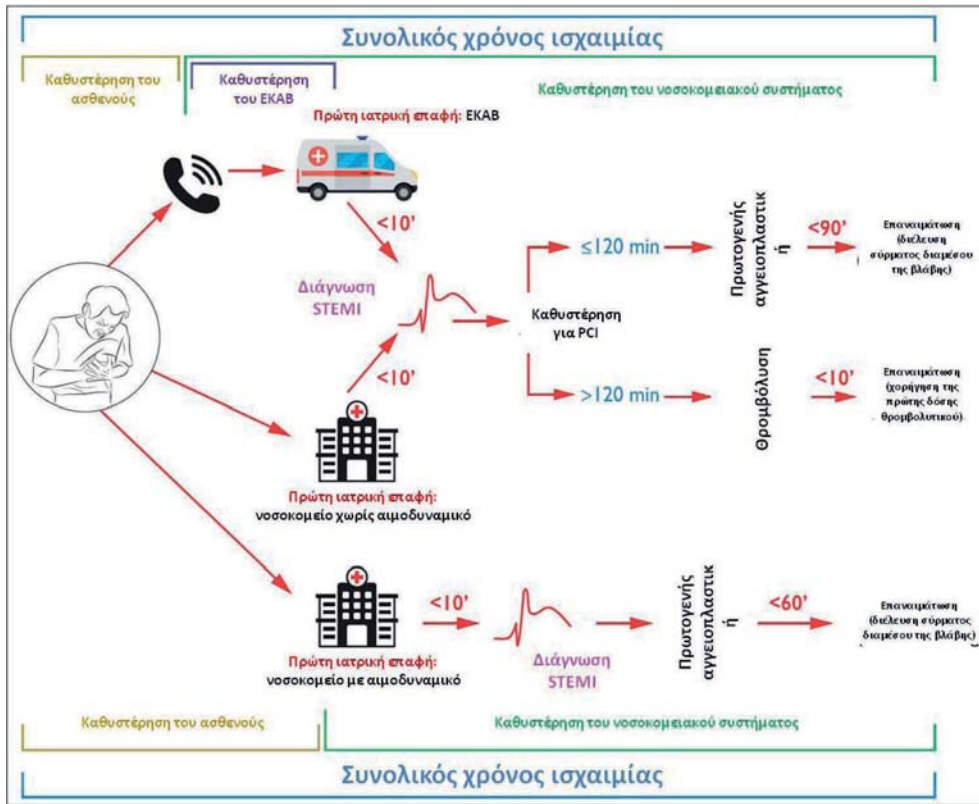 Συνολικός χρόνος ισχαιμίας
Καθυστέρηση του
ασθενούς
Καθυστέρηση
του ΕΚΑΒ
Καθυστέρηση του νοσοκομειακού συστήματος
Πρώτη ιατρική επαφή: ΕΚΑΒ
<10'
Διάγνωση
STEMI
<10'
Καθυστέρηση
για PCI
≤120 min
Πρωτογενής
αγγειοπλαστικ
ή
<90'
Επαναιμάτωση
(διέλευση
σύρματος διαμέσου
της βλάβης)
>120 min
Θρομβόλυση
<10'
Επαναιμάτωση
(χορήγηση της
πρώτης δόσης
θρομβολυτικού)
Πρώτη ιατρική επαφή:
νοσοκομείο χωρίς αιμοδυναμικό
<10'
Διάγνωση
STEMI
Πρωτογενής
αγγειοπλαστικ
ή
<60'
Επαναιμάτωση
(διέλευση σύρματος
διαμέσου της βλάβης)
Πρώτη ιατρική επαφή:
νοσοκομείο με αιμοδυναμικό
Καθυστέρηση του ασθενούς
Καθυστέρηση του νοσοκομειακού συστήματος
Συνολικός χρόνος ισχαιμίας